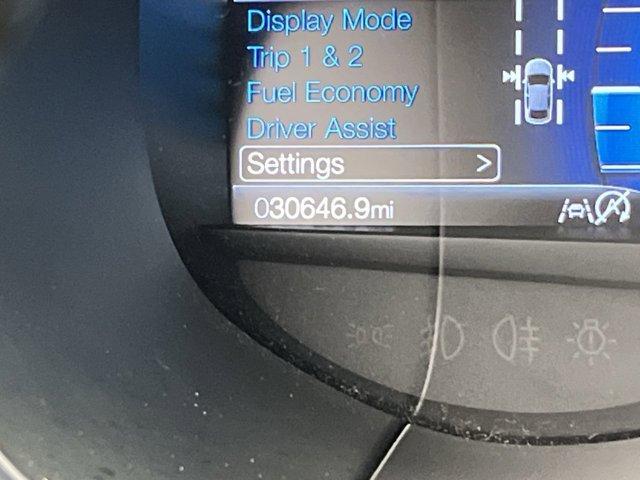 Display Mode
Trip 1 & 2
Fuel Economy
Driver Assist
Settings >
030646.9mi